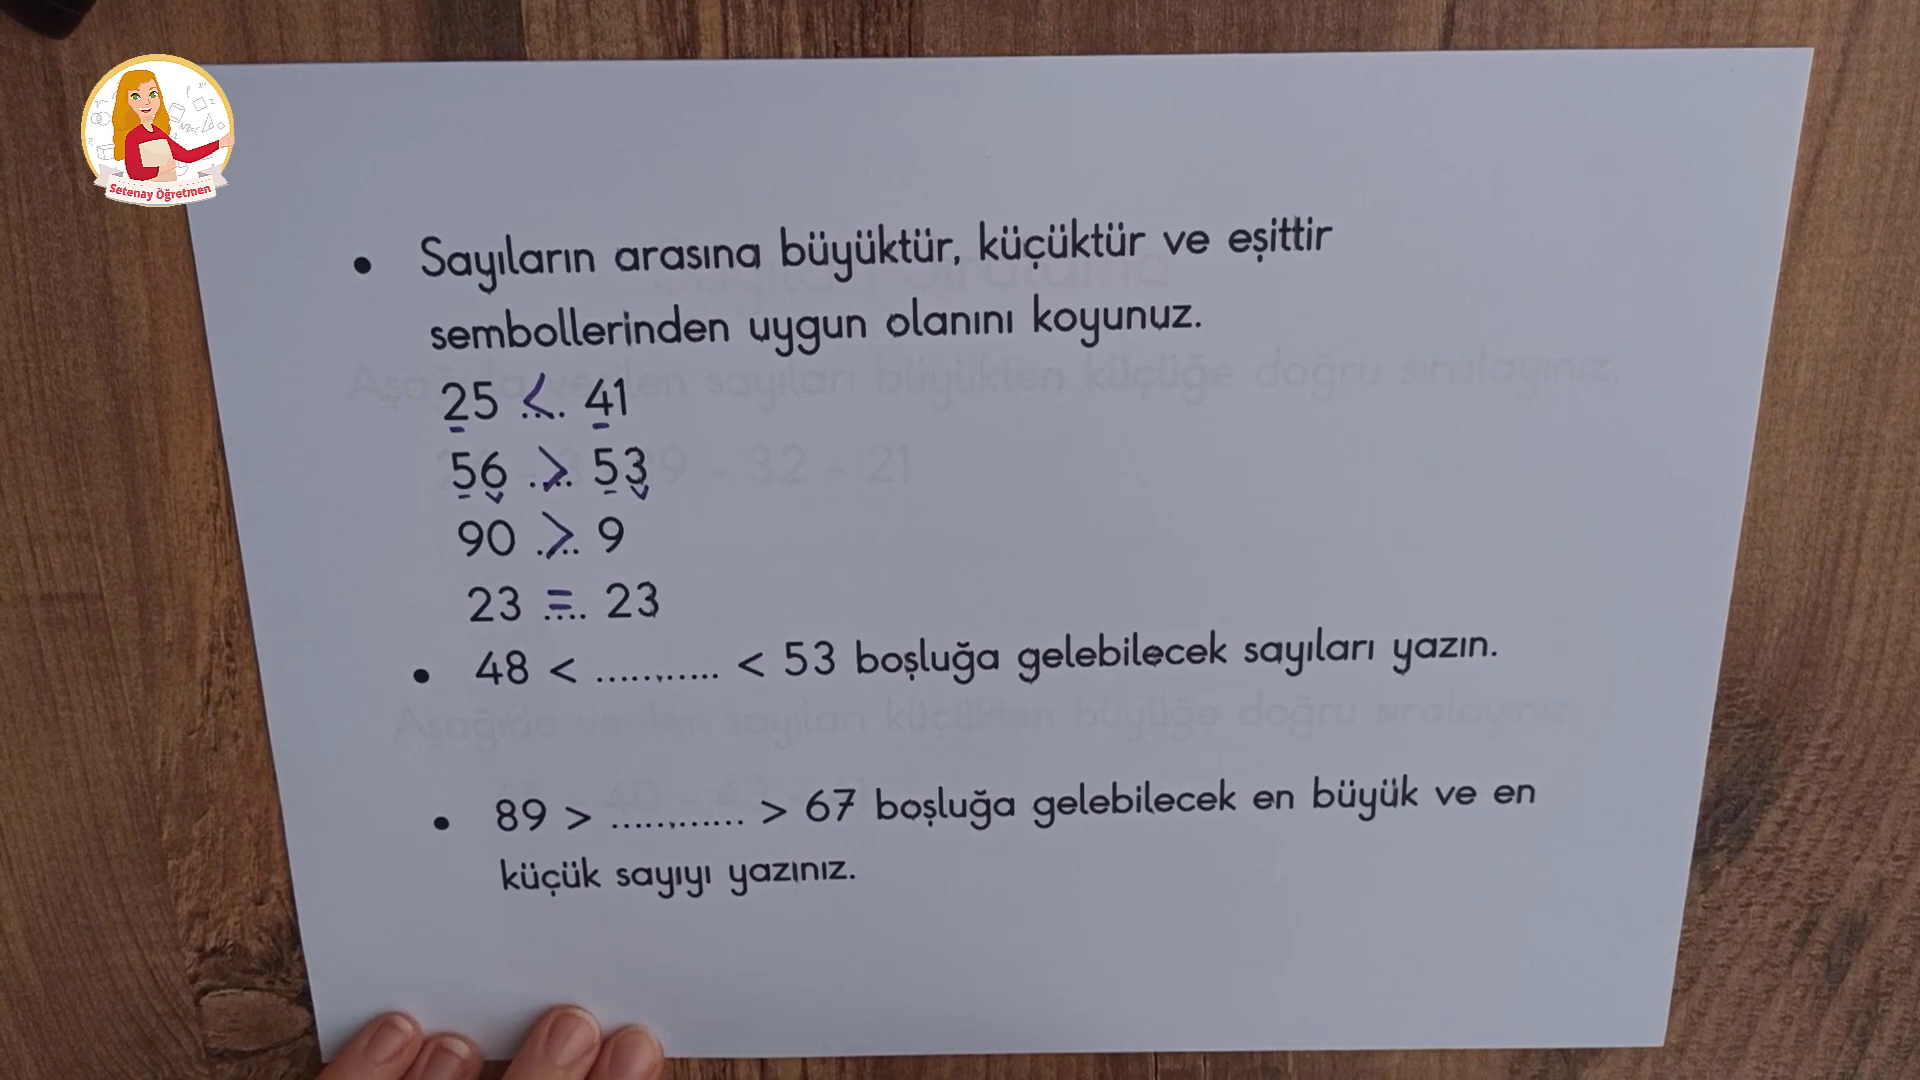 Setenay Öğretmen
• Sayıların arasına büyüktür, küçüktür ve eşittir
sembollerinden uygun olanını koyunuz.
25 .<.. 41
56 .>.. 53
90 .>.. 9
23 .=.. 23
• 48 < ............ < 53 boşluğa gelebilecek sayıları yazın.
• 89 > ............ > 67 boşluğa gelebilecek en büyük ve en
küçük sayıyı yazınız.